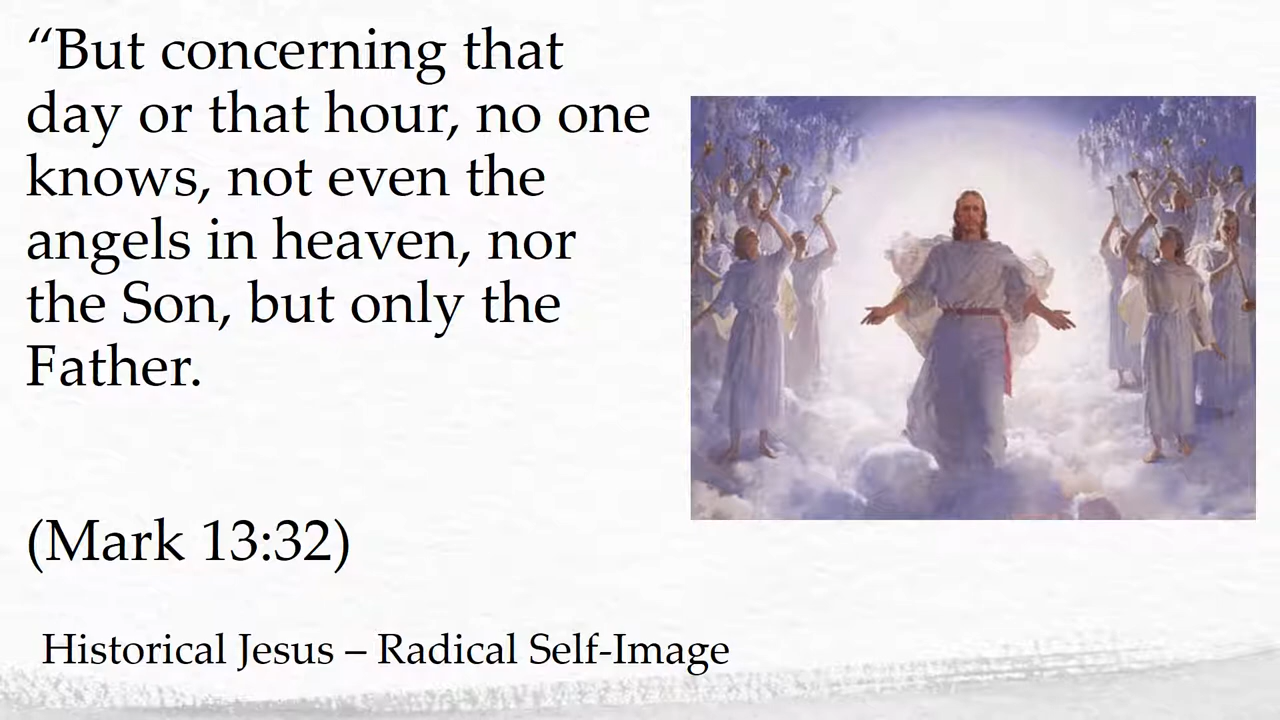 “But concerning that
day or that hour, no one
knows, not even the
angels in heaven, nor
the Son, but only the
Father.
(Mark 13:32)
Historical Jesus – Radical Self-Image